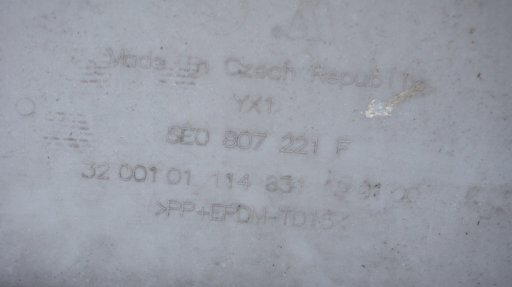 Made in Czech Republic
YX1
8E0 807 221 F
32 001 01 114 831
>PP+EPDM-TD15<